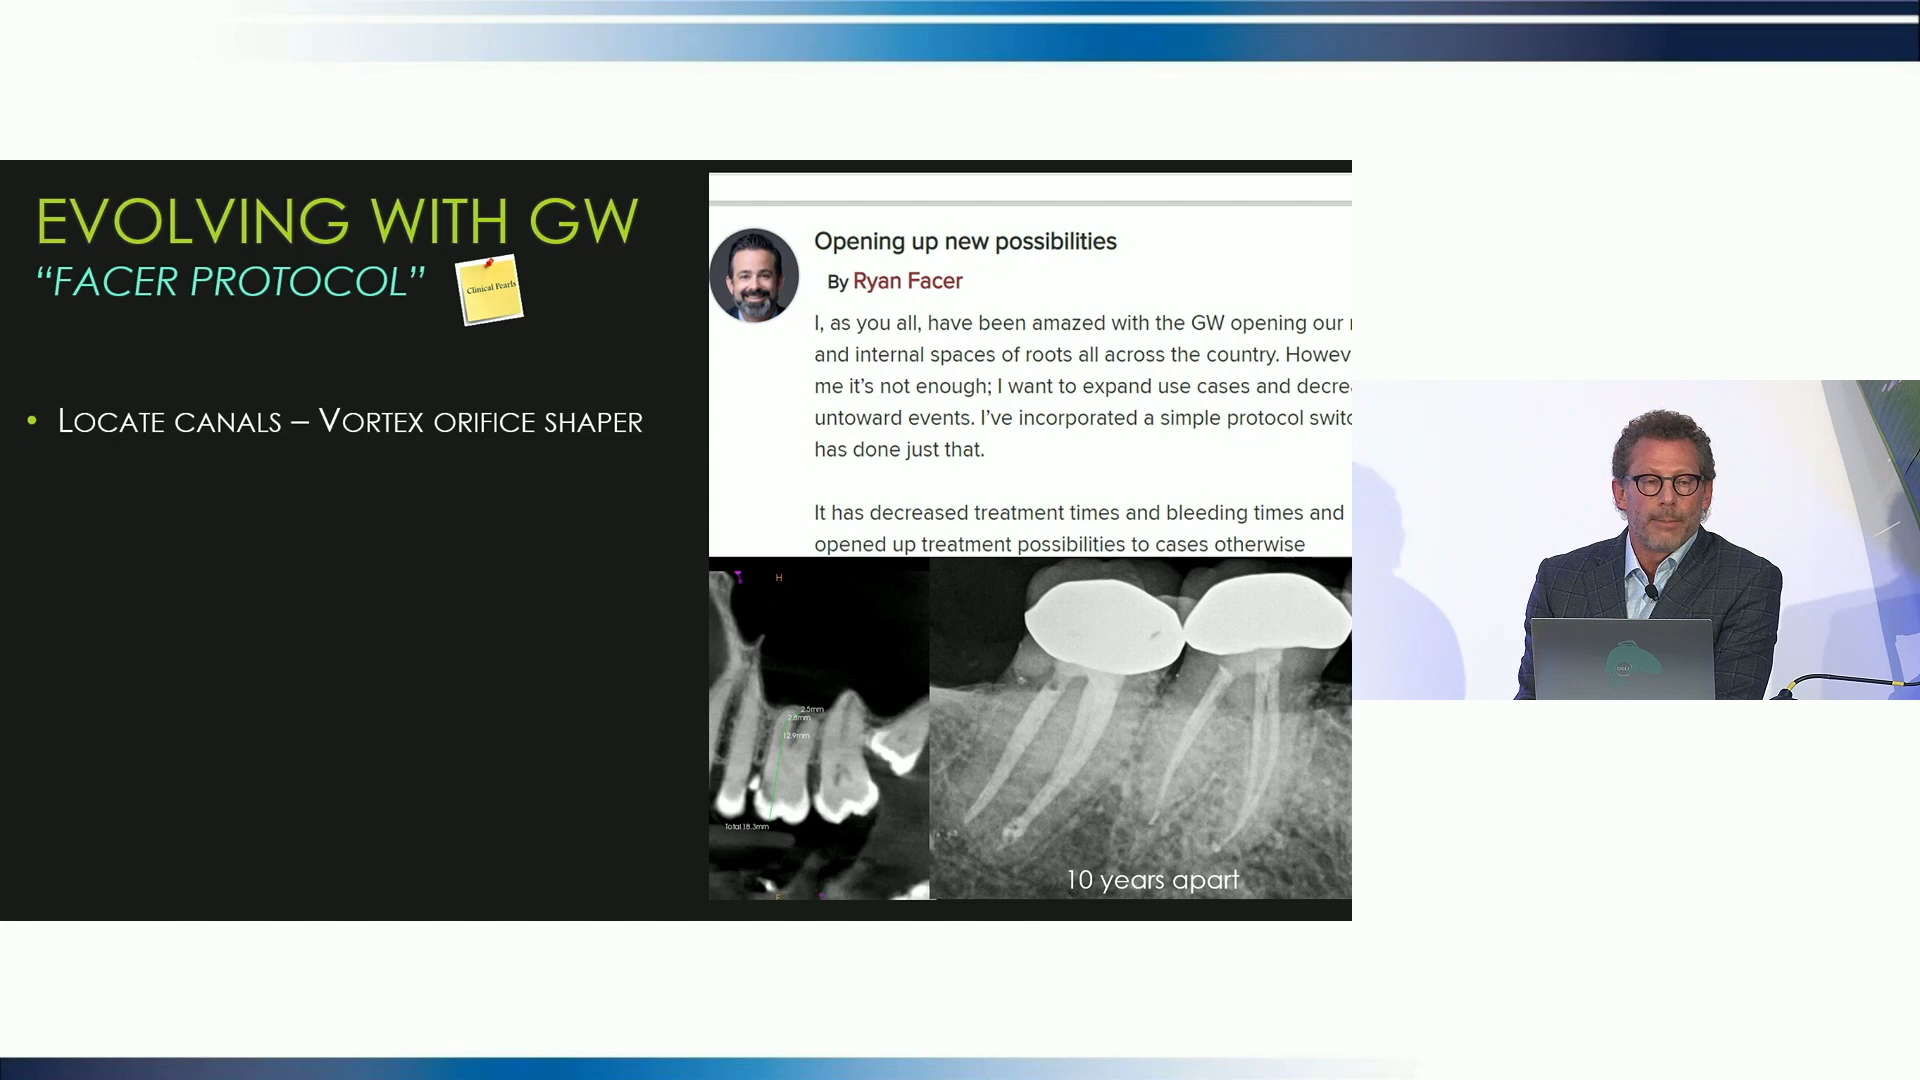 EVOLVING WITH GW
“FACER PROTOCOL”
Clinical Pearls
• LOCATE CANALS – VORTEX ORIFICE SHAPER
Opening up new possibilities
By Ryan Facer
I, as you all, have been amazed with the GW opening our
and internal spaces of roots all across the country. Howev
me it’s not enough; I want to expand use cases and decre
untoward events. I’ve incorporated a simple protocol swit
has done just that.
It has decreased treatment times and bleeding times and
opened up treatment possibilities to cases otherwise
H
2.5mm
2.8mm
12.9mm
Total 18.3mm
F
10 years apart
DELL